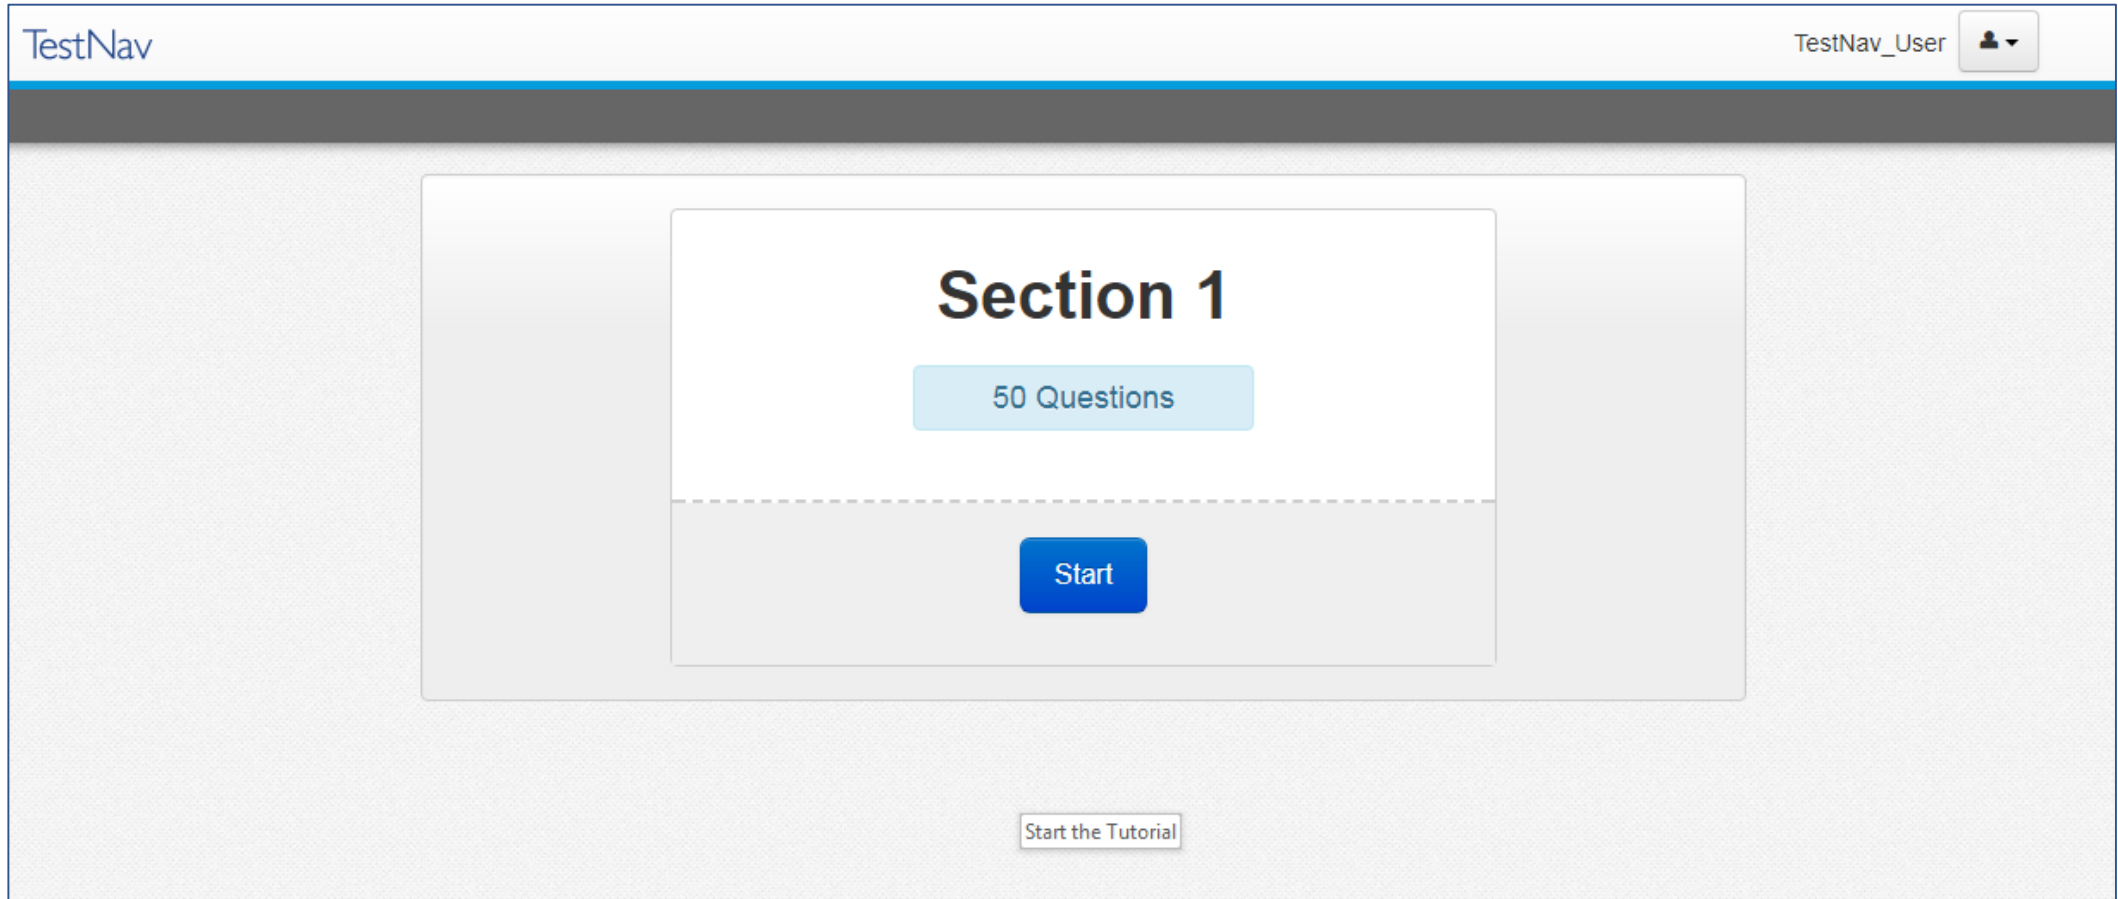 TestNav
TestNav_User
Section 1
50 Questions
Start
Start the Tutorial